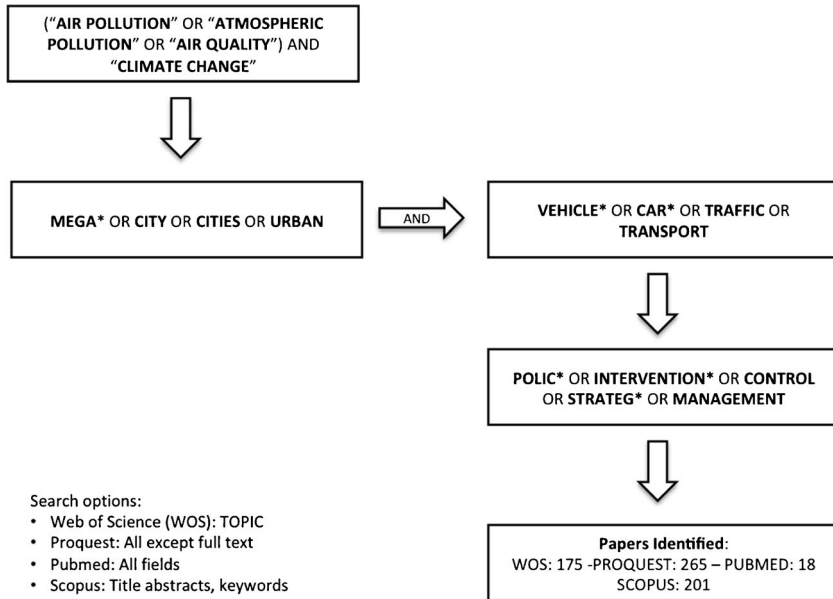 (“AIR POLLUTION” OR “ATMOSPHERIC
POLLUTION” OR “AIR QUALITY”) AND
“CLIMATE CHANGE”
MEGA* OR CITY OR CITIES OR URBAN
AND
VEHICLE* OR CAR* OR TRAFFIC OR
TRANSPORT
POLIC* OR INTERVENTION* OR CONTROL
OR STRATEG* OR MANAGEMENT
Search options:
• Web of Science (WOS): TOPIC
• Proquest: All except full text
• Pubmed: All fields
• Scopus: Title abstracts, keywords
Papers Identified:
WOS: 175 -PROQUEST: 265 – PUBMED: 18
SCOPUS: 201